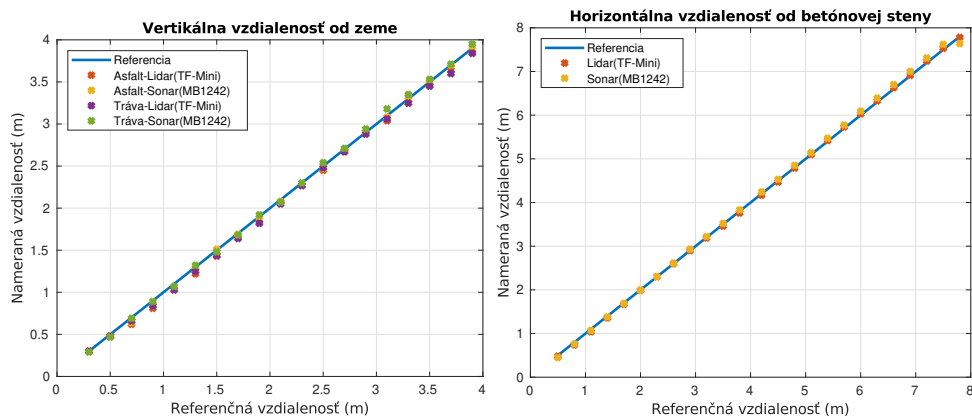 Vertikálna vzdialenosť od zeme
4
3.5
3
2.5
2
1.5
1
0.5
0
Nameraná vzdialenosť (m)
Referencia
Asfalt-Lidar(TF-Mini)
Asfalt-Sonar(MB1242)
Tráva-Lidar(TF-Mini)
Tráva-Sonar(MB1242)
0 0.5 1 1.5 2 2.5 3 3.5 4
Referenčná vzdialenosť (m)
Horizontálna vzdialenosť od betónovej steny
8
7
6
5
4
3
2
1
0
Nameraná vzdialenosť (m)
Referencia
Lidar(TF-Mini)
Sonar(MB1242)
0 1 2 3 4 5 6 7 8
Referenčná vzdialenosť (m)